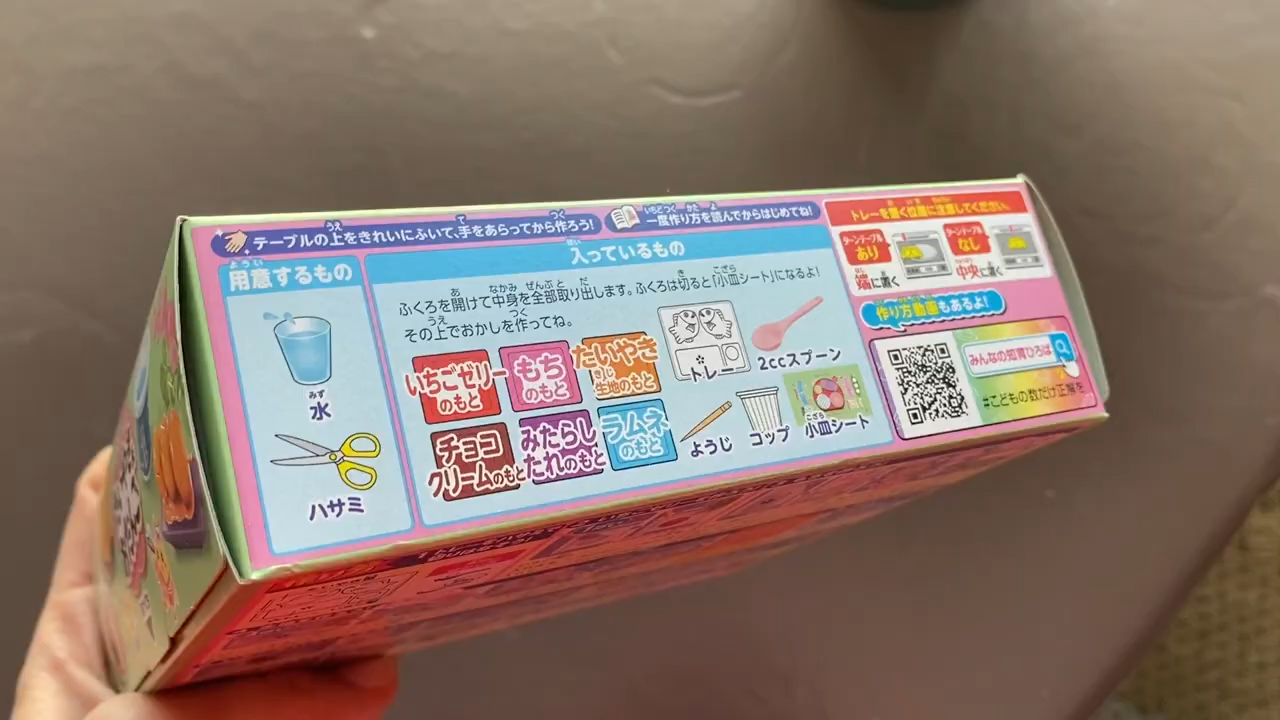 テーブルの上をきれいにふいて、手をあらってから作ろう!
一度作り方を読んでからはじめてね!
用意するもの
水
ハサミ
入っているもの
ふくろを開けて中身を全部取り出します。ふくろは切ると「小皿シート」になるよ!
その上でおかしを作ってね。
いちごゼリーのもと
もちのもと
たいやき生地のもと
トレー
2ccスプーン
チョコクリームのもと
みたらしたれのもと
ラムネのもと
ようじ
コップ
小皿シート
トレーを置く位置に注意してください。
ターンテーブルあり
端に置く
ターンテーブルなし
中央に置く
作り方動画もあるよ!
みんなの知育ひろば
#こどもの数だけ正解を